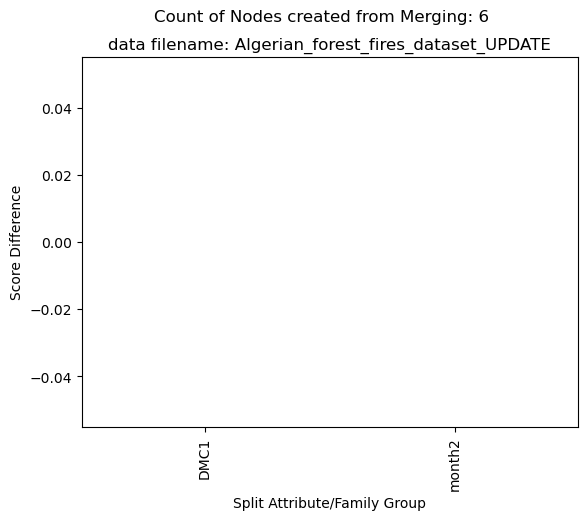 Count of Nodes created from Merging: 6
data filename: Algerian_forest_fires_dataset_UPDATE
0.04
0.02
0.00
−0.02
−0.04
Score Difference
DMC1
month2
Split Attribute/Family Group